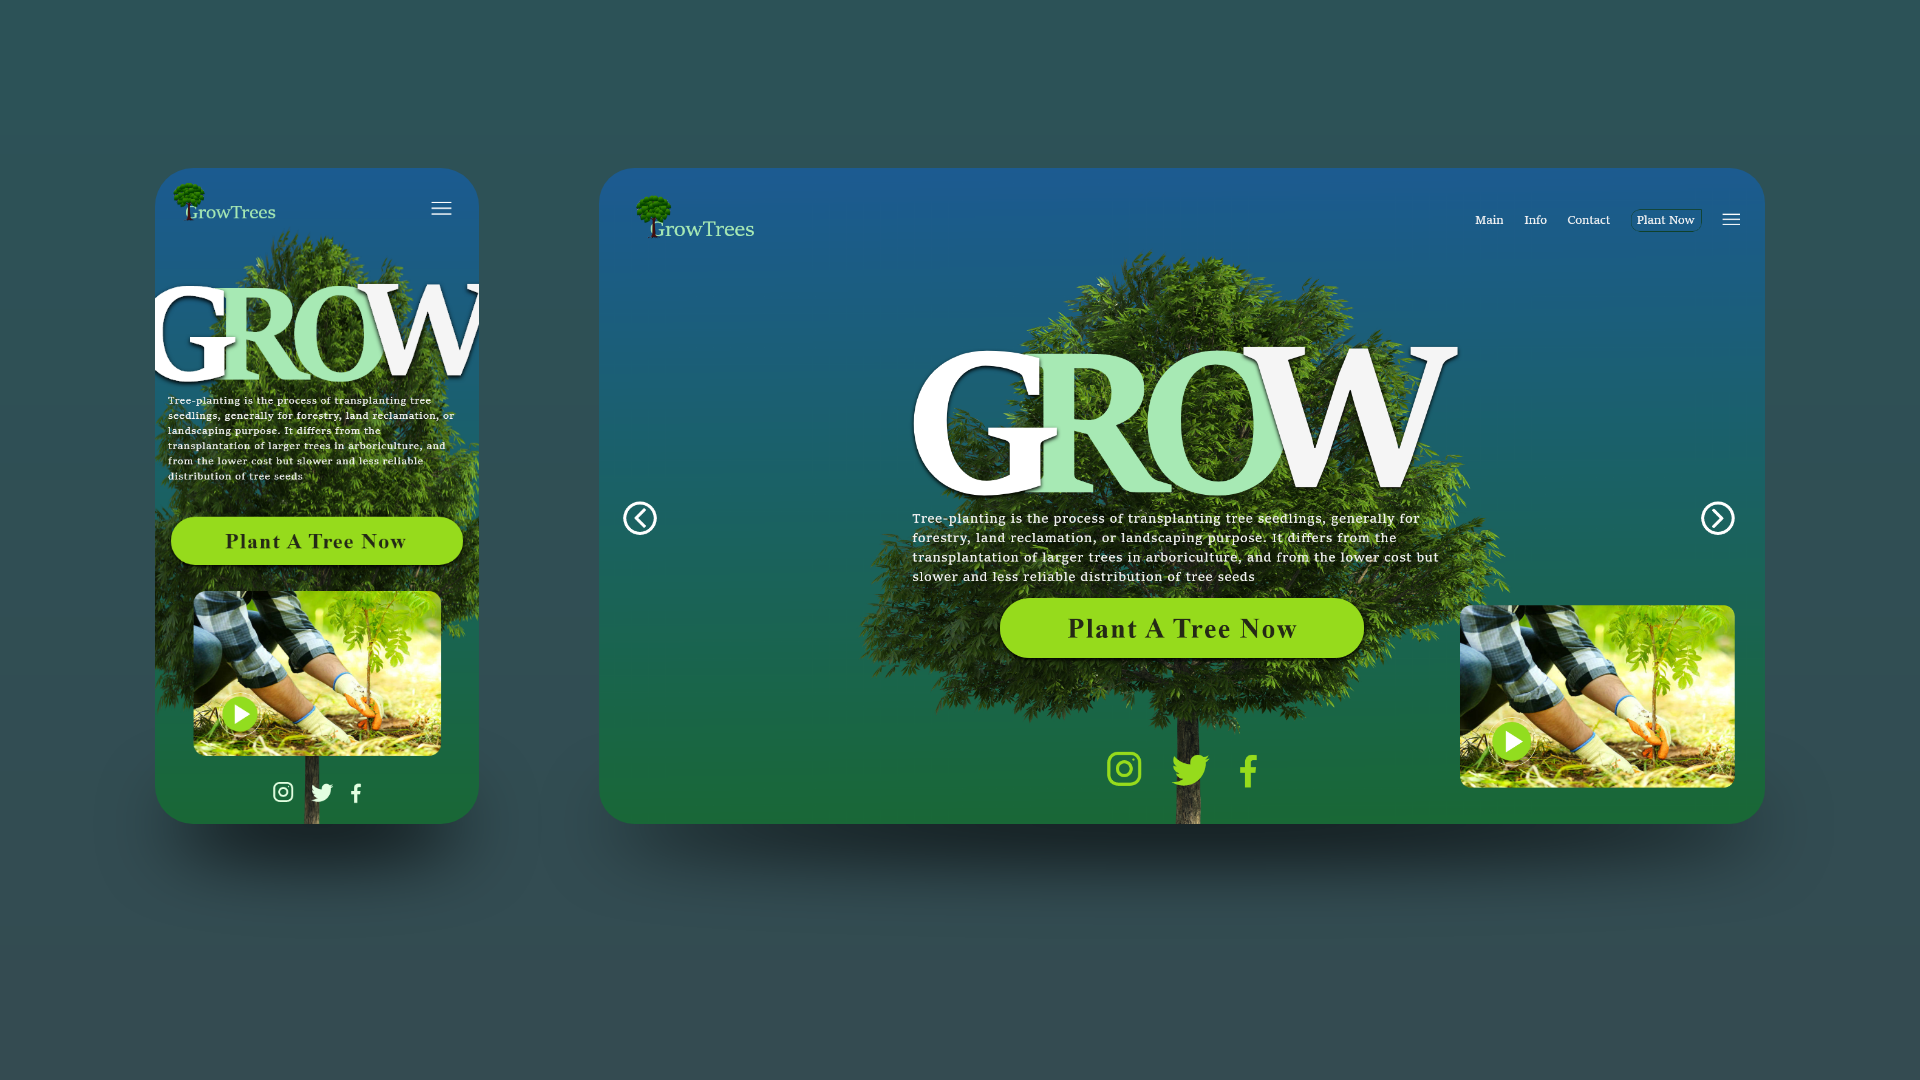 GrowTrees
GROW
Tree-planting is the process of transplanting tree
seedlings, generally for forestry, land reclamation, or
landscaping purpose. It differs from the
transplantation of larger trees in arboriculture, and
from the lower cost but slower and less reliable
distribution of tree seeds
Plant A Tree Now
GrowTrees
Main Info Contact Plant Now
GROW
Tree-planting is the process of transplanting tree seedlings, generally for
forestry, land reclamation, or landscaping purpose. It differs from the
transplantation of larger trees in arboriculture, and from the lower cost but
slower and less reliable distribution of tree seeds
Plant A Tree Now